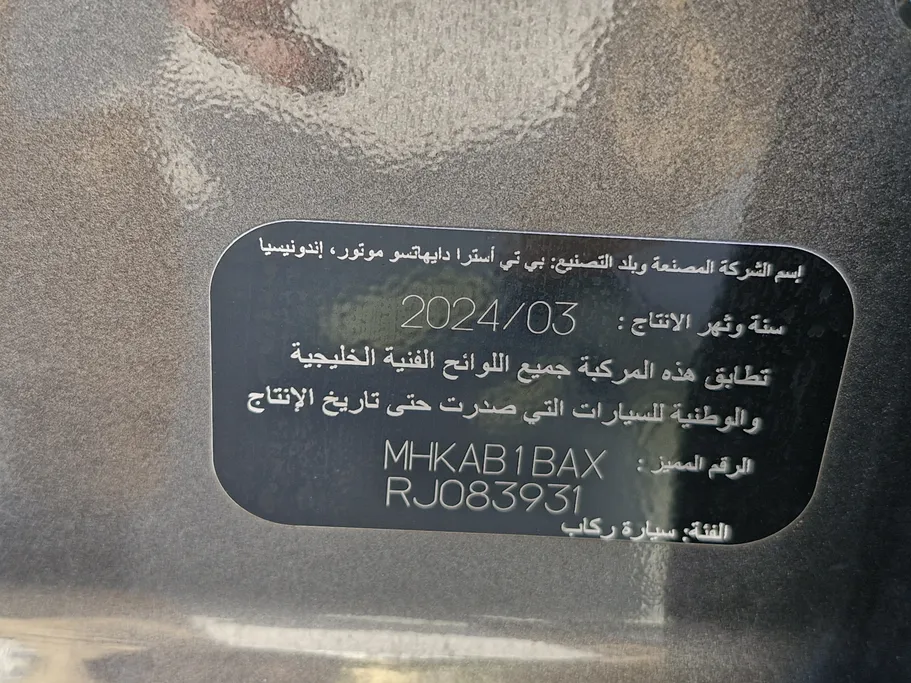 إسم الشركة المصنعة وبلد التصنيع: بي تي أسترا دايهاتسو موتور، إندونيسيا
سنة وشهر الانتاج : 2024/03
تطابق هذه المركبة جميع اللوائح الفنية الخليجية
والوطنية للسيارات التي صدرت حتى تاريخ الإنتاج
الرقم المميز : MHKAB1BAX
RJ083931
الفئة: سيارة ركاب